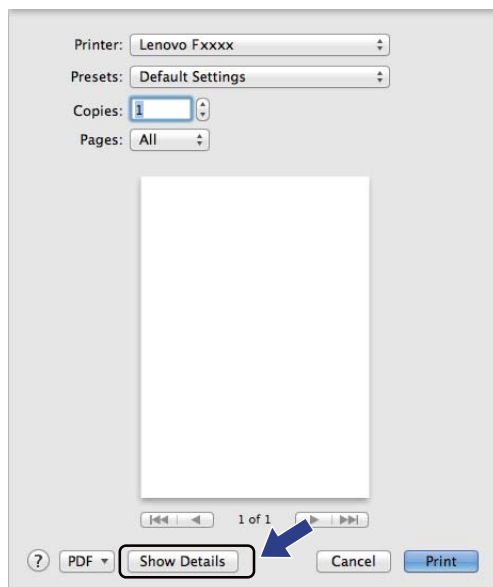 Printer: Lenovo Fxxxx
Presets: Default Settings
Copies: 1
Pages: All
1 of 1
? PDF Show Details Cancel Print